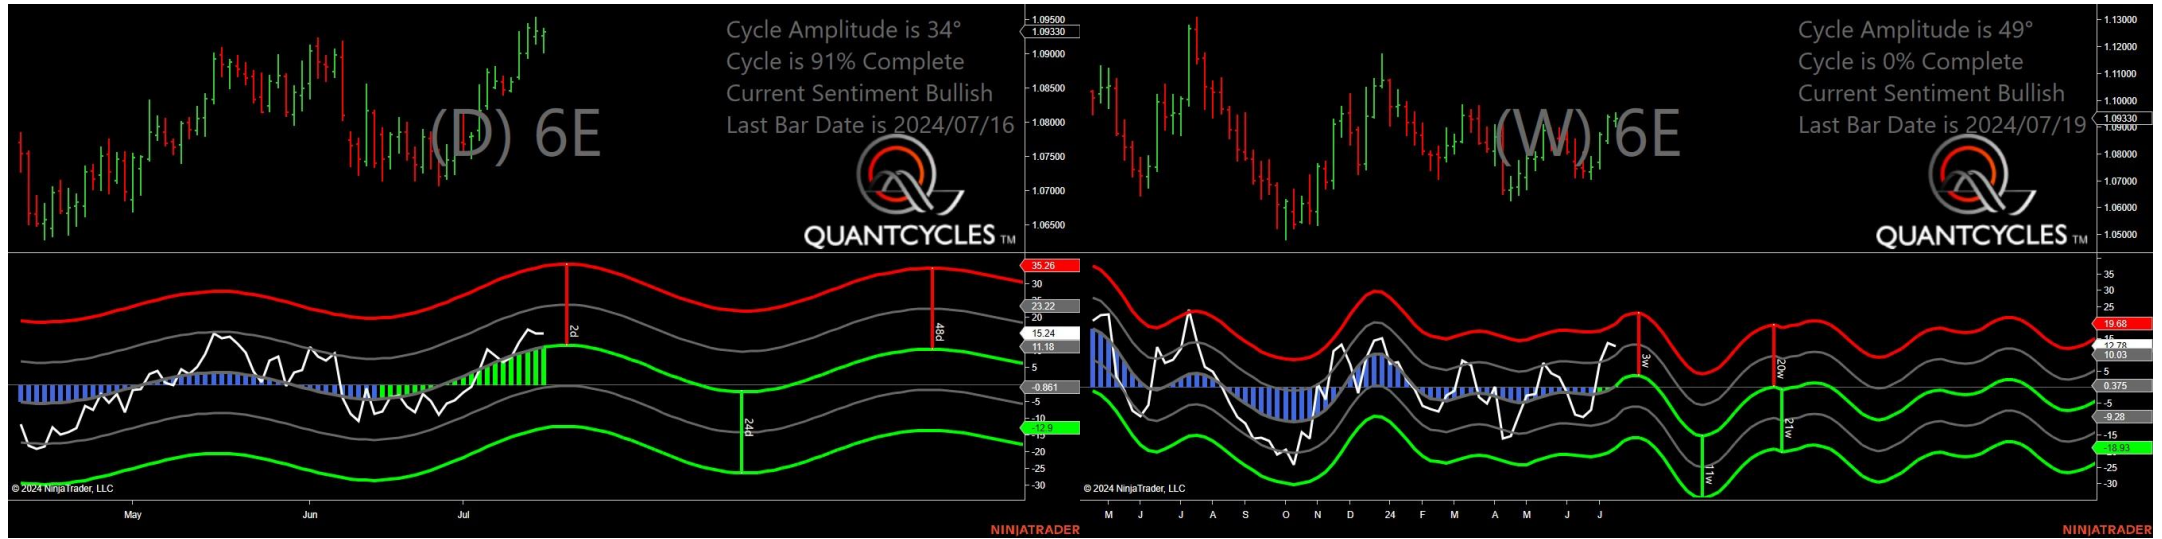 Cycle Amplitude is 34°
Cycle is 91% Complete
Current Sentiment Bullish
Last Bar Date is 2024/07/16
(D) 6E
QUANTCYCLES TM
1.09500
1.09330
1.09000
1.08500
1.08000
1.07500
1.07000
1.06500
35.26
30
23.22
20
15.24
11.18
5
-0.861
-5
-10
-12.9
-15
-20
-25
-30
2d
48d
24d
© 2024 NinjaTrader, LLC
May Jun Jul
NINJATRADER
Cycle Amplitude is 49°
Cycle is 0% Complete
Current Sentiment Bullish
Last Bar Date is 2024/07/19
(W) 6E
QUANTCYCLES TM
1.13000
1.12000
1.11000
1.10000
1.09330
1.09000
1.08000
1.07000
1.06000
1.05000
35
30
25
19.68
12.78
10.03
5
0.375
-5
-9.28
-15
-18.93
-25
-30
3w
20w
21w
11w
© 2024 NinjaTrader, LLC
M J J A S O N D 24 F M A M J J
NINJATRADER